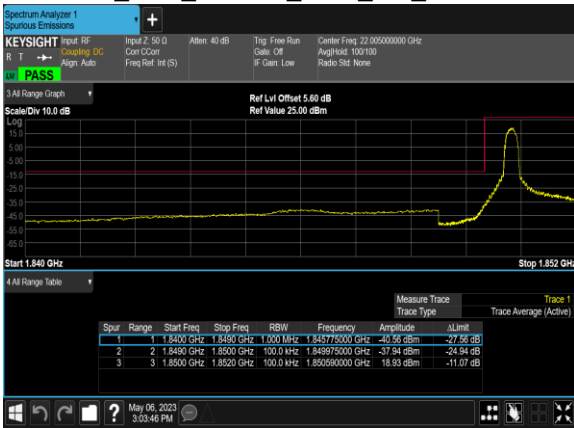 Spectrum Analyzer 1
Spurious Emissions
KEYSIGHT Input: RF Input Z: 50 Ω Atten: 40 dB Trig: Free Run Center Freq: 22.005000000 GHz
R T Coupling: DC Corr CCorr Gate: Off Avg|Hold: 100/100
Align: Auto Freq Ref: Int (S) IF Gain: Low Radio Std: None
PASS
3 All Range Graph
Ref Lvl Offset 5.60 dB
Scale/Div 10.0 dB Ref Value 25.00 dBm
Log
15.0
5.00
-5.00
-15.0
-25.0
-35.0
-45.0
-55.0
-65.0
Start 1.840 GHz Stop 1.852 GHz
4 All Range Table
Measure Trace Trace 1
Trace Type Trace Average (Active)
Spur Range Start Freq Stop Freq RBW Frequency Amplitude ΔLimit
1 1 1.8400 GHz 1.8490 GHz 1.000 MHz 1.845775000 GHz -40.56 dBm -27.56 dB
2 2 1.8490 GHz 1.8500 GHz 100.0 kHz 1.849975000 GHz -37.94 dBm -24.94 dB
3 3 1.8500 GHz 1.8520 GHz 100.0 kHz 1.850590000 GHz 18.93 dBm -11.07 dB
May 06, 2023
3:03:46 PM